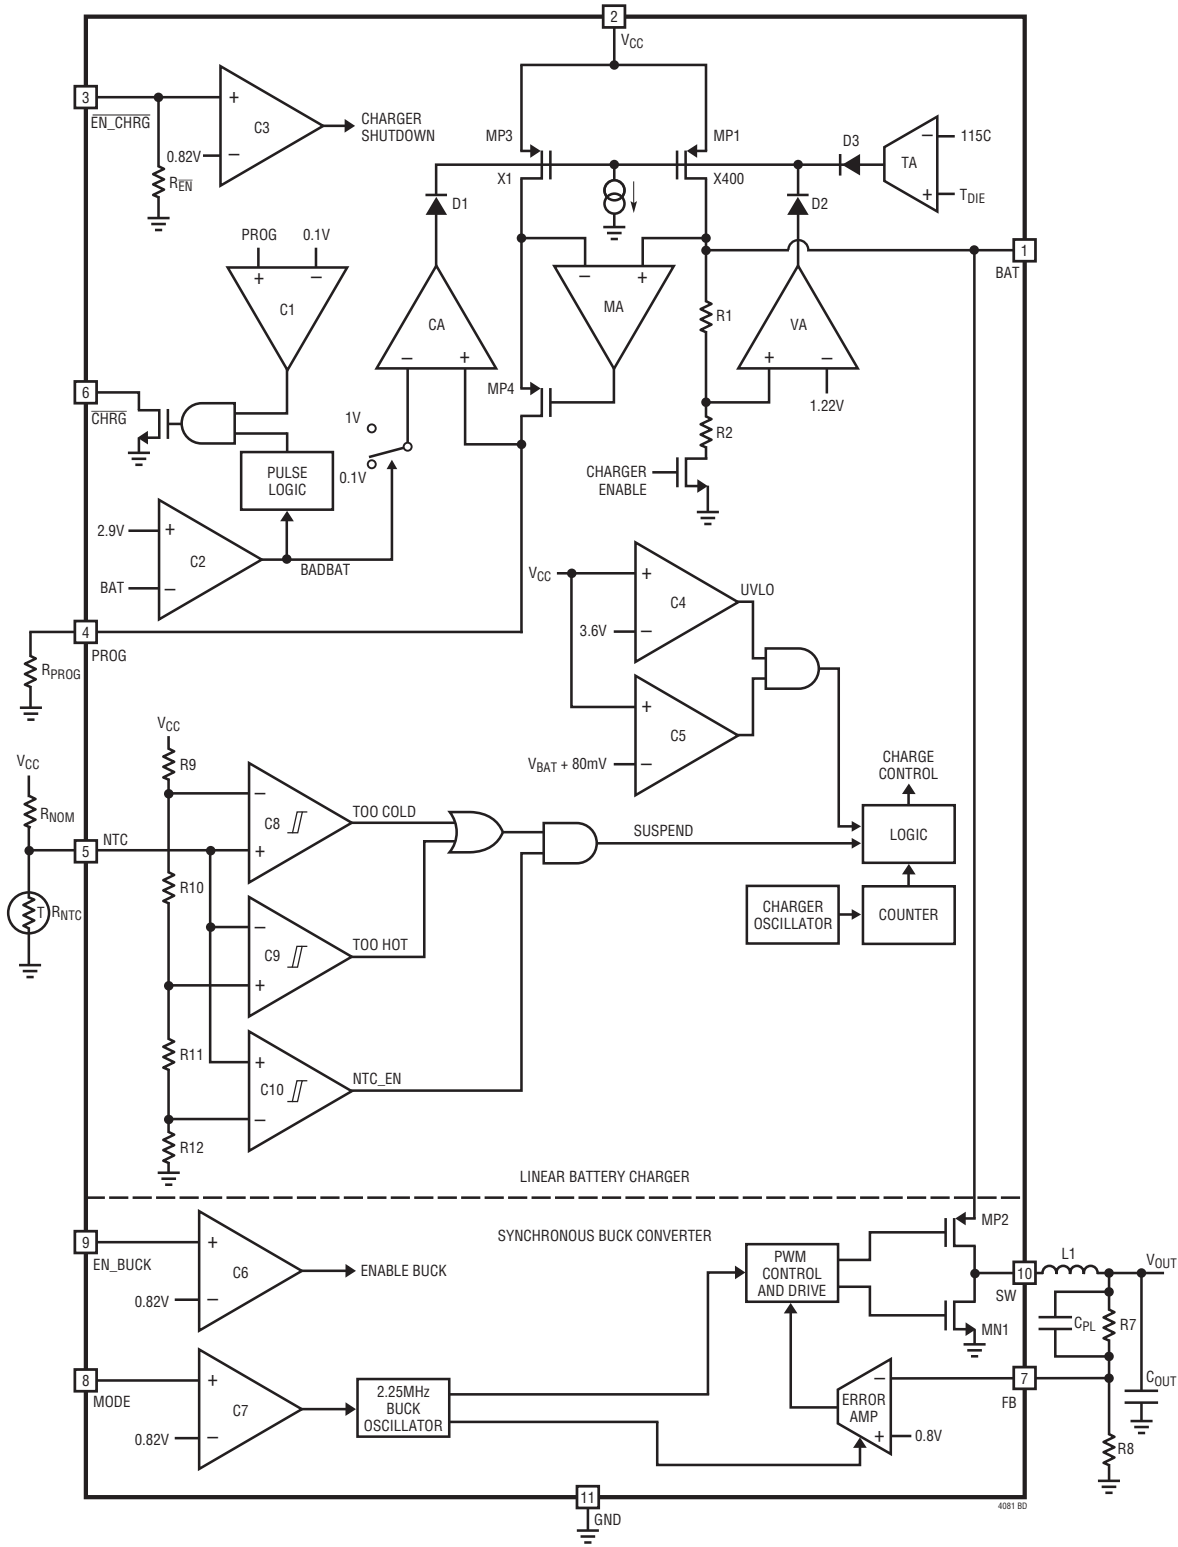 2
VCC
3
EN_CHRG
+
C3
CHARGER
SHUTDOWN
0.82V
–
REN
MP3
X1
MP1
X400
D3
–
115C
TA
+
TDIE
D1
D2
PROG
0.1V
+
–
C1
1
BAT
–
+
MA
CA
–
+
R1
VA
+
–
1.22V
MP4
6
CHRG
1V
0.1V
R2
PULSE
LOGIC
CHARGER
ENABLE
2.9V
+
C2
BAT
–
BADBAT
VCC
+
UVLO
C4
3.6V
–
4
PROG
RPROG
+
C5
VBAT + 80mV
–
VCC
R9
VCC
RNOM
CHARGE
CONTROL
–
TOO COLD
C8
+
5
NTC
SUSPEND
LOGIC
T
RNTC
R10
–
TOO HOT
C9
+
CHARGER
OSCILLATOR
COUNTER
R11
+
NTC_EN
C10
–
R12
LINEAR BATTERY CHARGER
SYNCHRONOUS BUCK CONVERTER
9
EN_BUCK
+
C6
ENABLE BUCK
0.82V
–
PWM
CONTROL
AND DRIVE
MP2
10
SW
L1
VOUT
MN1
CPL
R7
8
MODE
+
C7
0.82V
–
2.25MHz
BUCK
OSCILLATOR
–
ERROR
AMP
+
0.8V
7
FB
COUT
R8
11
GND
4081 BD